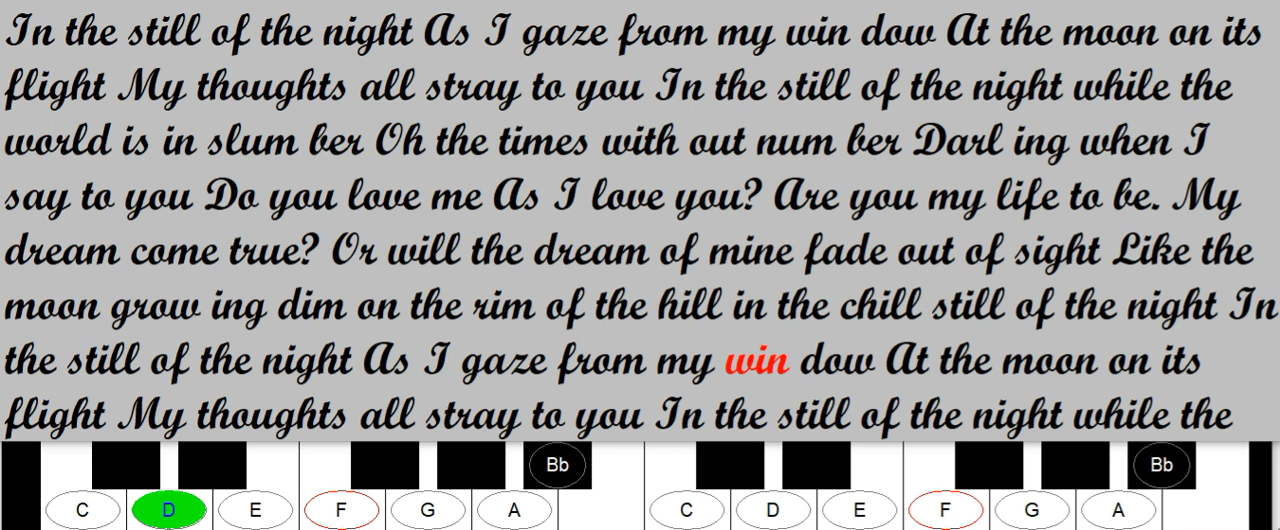 In the still of the night As I gaze from my win dow At the moon on its
flight My thoughts all stray to you In the still of the night while the
world is in slum ber Oh the times with out num ber Darl ing when I
say to you Do you love me As I love you? Are you my life to be. My
dream come true? Or will the dream of mine fade out of sight Like the
moon grow ing dim on the rim of the hill in the chill still of the night In
the still of the night As I gaze from my win dow At the moon on its
flight My thoughts all stray to you In the still of the night while the
Bb Bb
C D E F G A C D E F G A